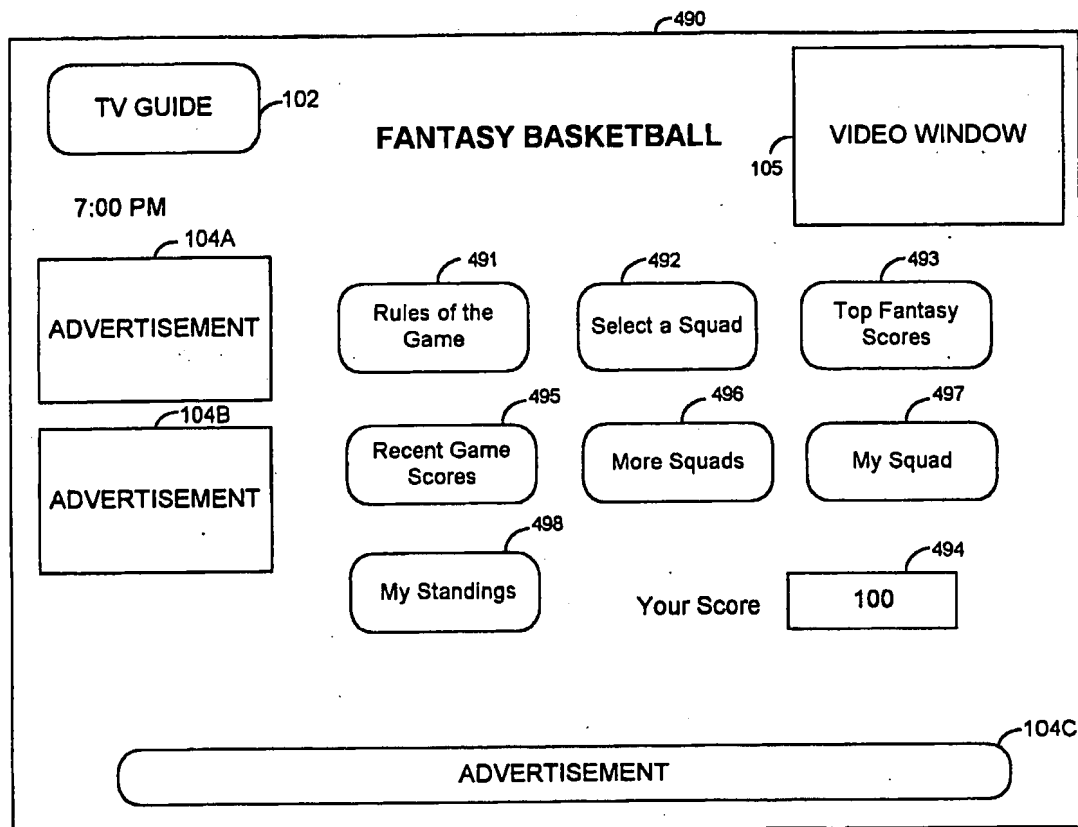 490
TV GUIDE
102
FANTASY BASKETBALL
105
VIDEO WINDOW
7:00 PM
104A
ADVERTISEMENT
491
Rules of the
Game
492
Select a Squad
493
Top Fantasy
Scores
104B
ADVERTISEMENT
495
Recent Game
Scores
496
More Squads
497
My Squad
498
My Standings
Your Score
494
100
104C
ADVERTISEMENT